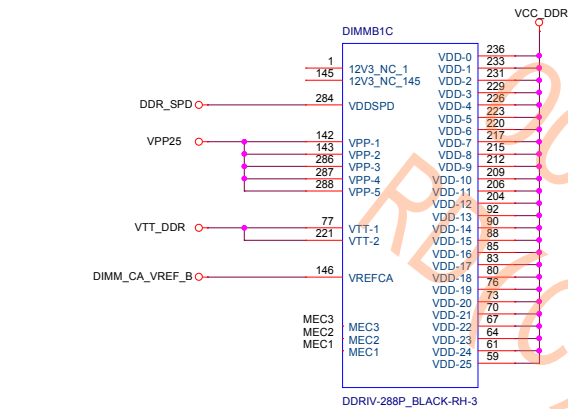 VCC_DDR
DIMMB1C
1
12V3_NC_1
145
12V3_NC_145
DDR_SPD
284
VDDSPD
VPP25
142
VPP-1
143
VPP-2
286
VPP-3
287
VPP-4
288
VPP-5
VTT_DDR
77
VTT-1
221
VTT-2
DIMM_CA_VREF_B
146
VREFCA
MEC3
MEC3
MEC2
MEC2
MEC1
MEC1
VDD-0
236
VDD-1
233
VDD-2
231
VDD-3
229
VDD-4
226
VDD-5
223
VDD-6
220
VDD-7
217
VDD-8
215
VDD-9
212
VDD-10
209
VDD-11
206
VDD-12
204
VDD-13
92
VDD-14
90
VDD-15
88
VDD-16
85
VDD-17
83
VDD-18
80
VDD-19
76
VDD-20
73
VDD-21
70
VDD-22
67
VDD-23
64
VDD-24
61
VDD-25
59
DDRIV-288P_BLACK-RH-3